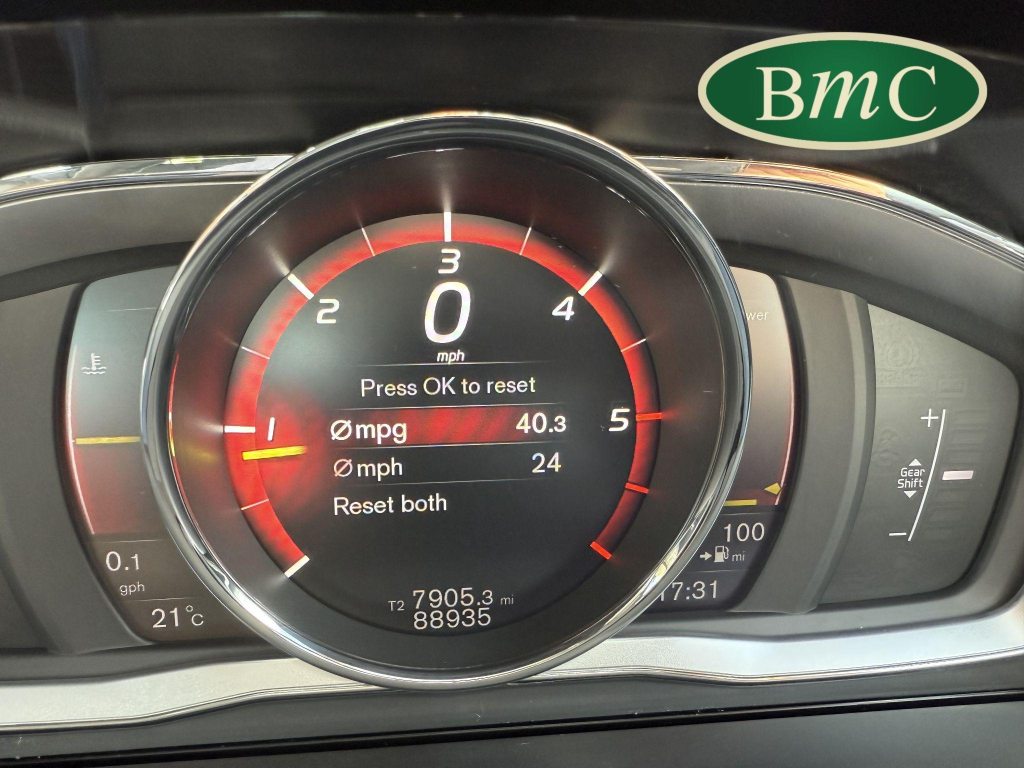 BmC
3
2
4
0
mph
Press OK to reset
1
Ømpg 40.3
5
Ømph 24
Reset both
Gear
Shift
+
−
0.1
gph
21°C
T2 7905.3 mi
88935
100
mi
17:31